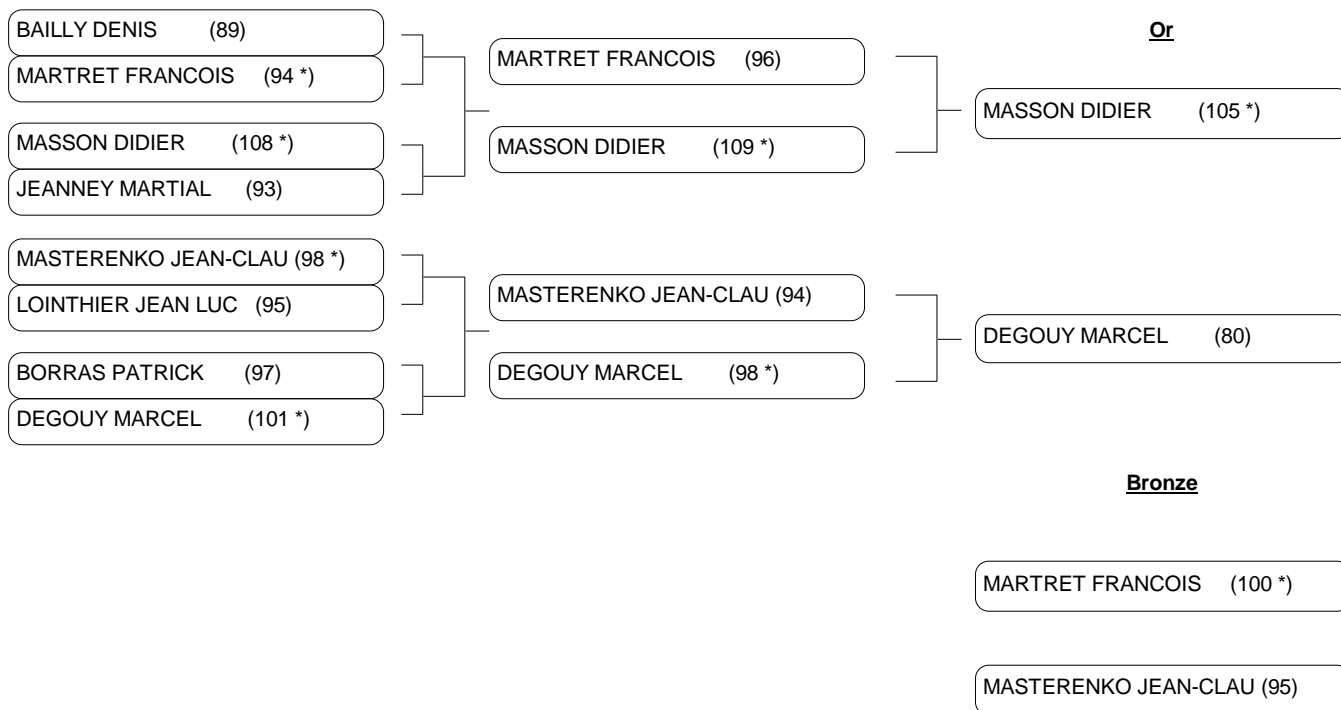 BAILLY DENIS (89)
MARTRET FRANCOIS (94 *)
MASSON DIDIER (108 *)
JEANNEY MARTIAL (93)
MASTERENKO JEAN-CLAU (98 *)
LOINTHIER JEAN LUC (95)
BORRAS PATRICK (97)
DEGOUY MARCEL (101 *)
MARTRET FRANCOIS (96)
MASSON DIDIER (109 *)
MASTERENKO JEAN-CLAU (94)
DEGOUY MARCEL (98 *)
Or
MASSON DIDIER (105 *)
DEGOUY MARCEL (80)
Bronze
MARTRET FRANCOIS (100 *)
MASTERENKO JEAN-CLAU (95)